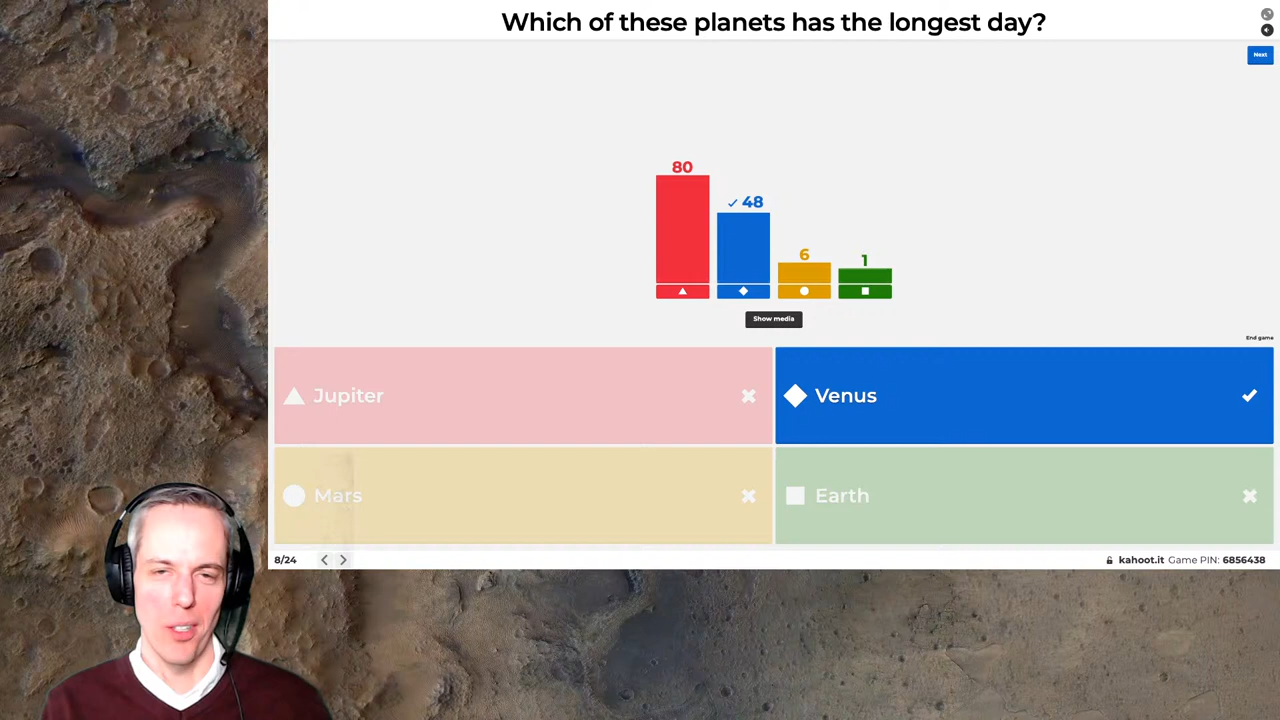 Which of these planets has the longest day?
Next
80
48
6
1
Show media
End game
Jupiter
Venus
Mars
Earth
8/24
kahoot.it Game PIN: 6856438